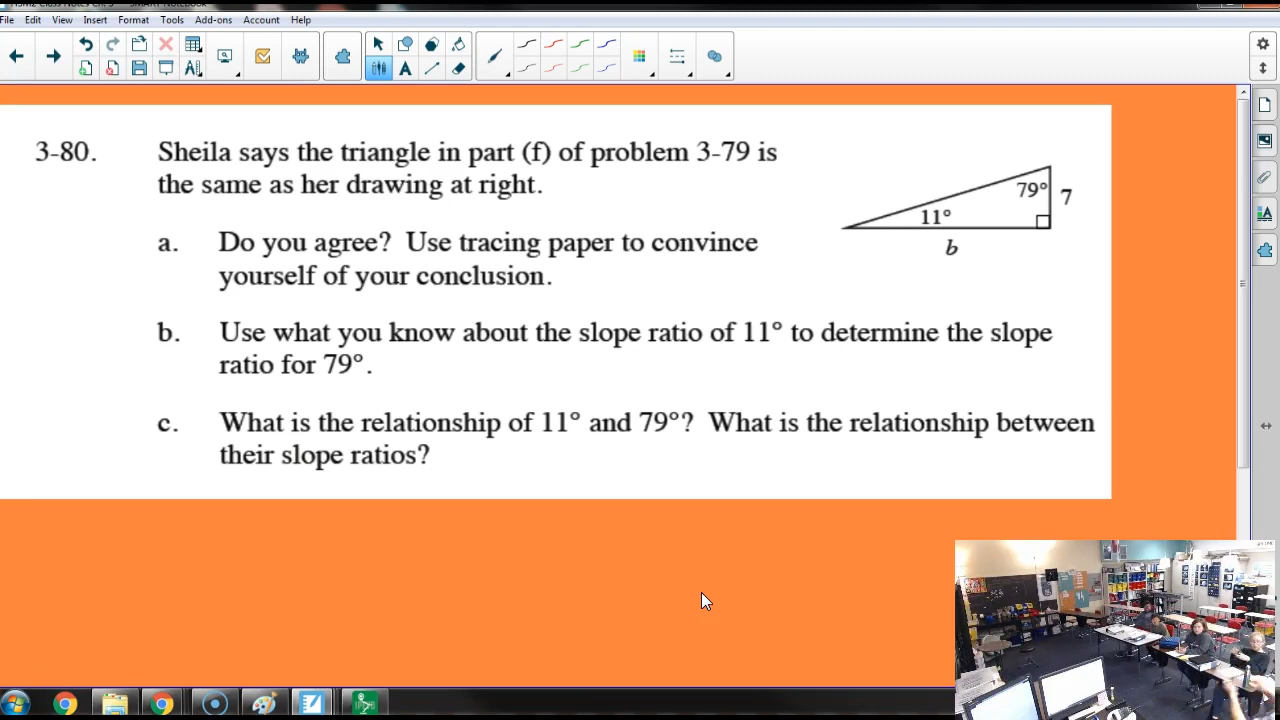 File Edit View Insert Format Tools Add-ons Account Help
3-80. Sheila says the triangle in part (f) of problem 3-79 is
the same as her drawing at right.
79° 7
11°
b
a. Do you agree? Use tracing paper to convince
yourself of your conclusion.
b. Use what you know about the slope ratio of 11° to determine the slope
ratio for 79°.
c. What is the relationship of 11° and 79°? What is the relationship between
their slope ratios?